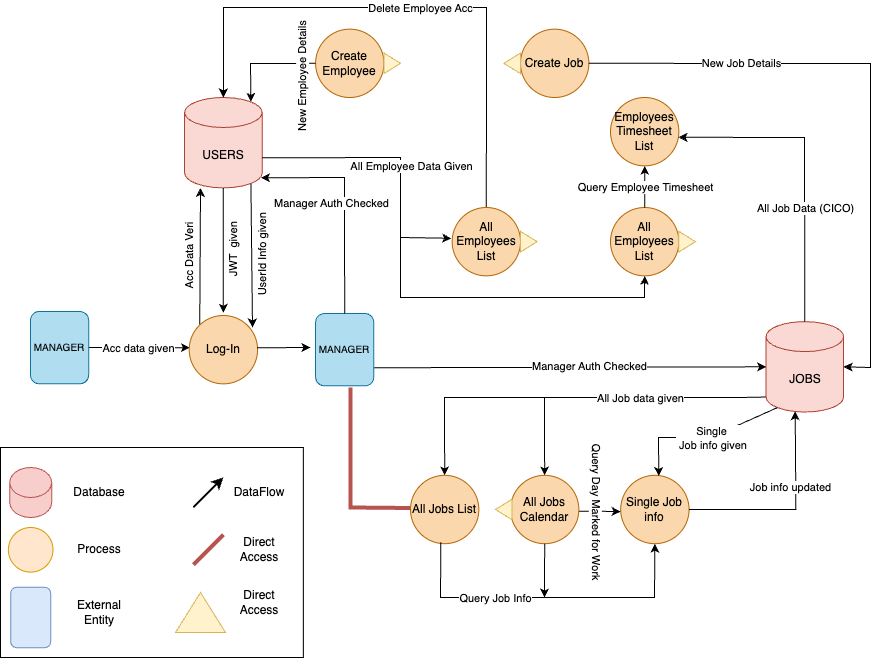 Delete Employee Acc
New Employee Details
Create
Employee
Create Job
New Job Details
USERS
Employees
Timesheet
List
All Employee Data Given
Query Employee Timesheet
Manager Auth Checked
All Job Data (CICO)
Acc Data Veri
JWT given
UserId Info given
All
Employees
List
All
Employees
List
MANAGER
Acc data given
Log-In
MANAGER
Manager Auth Checked
JOBS
All Job data given
Single
Job info given
Query Day Marked for Work
Job info updated
All Jobs List
All Jobs
Calendar
Single Job
info
Query Job Info
Database
DataFlow
Process
Direct
Access
External
Entity
Direct
Access